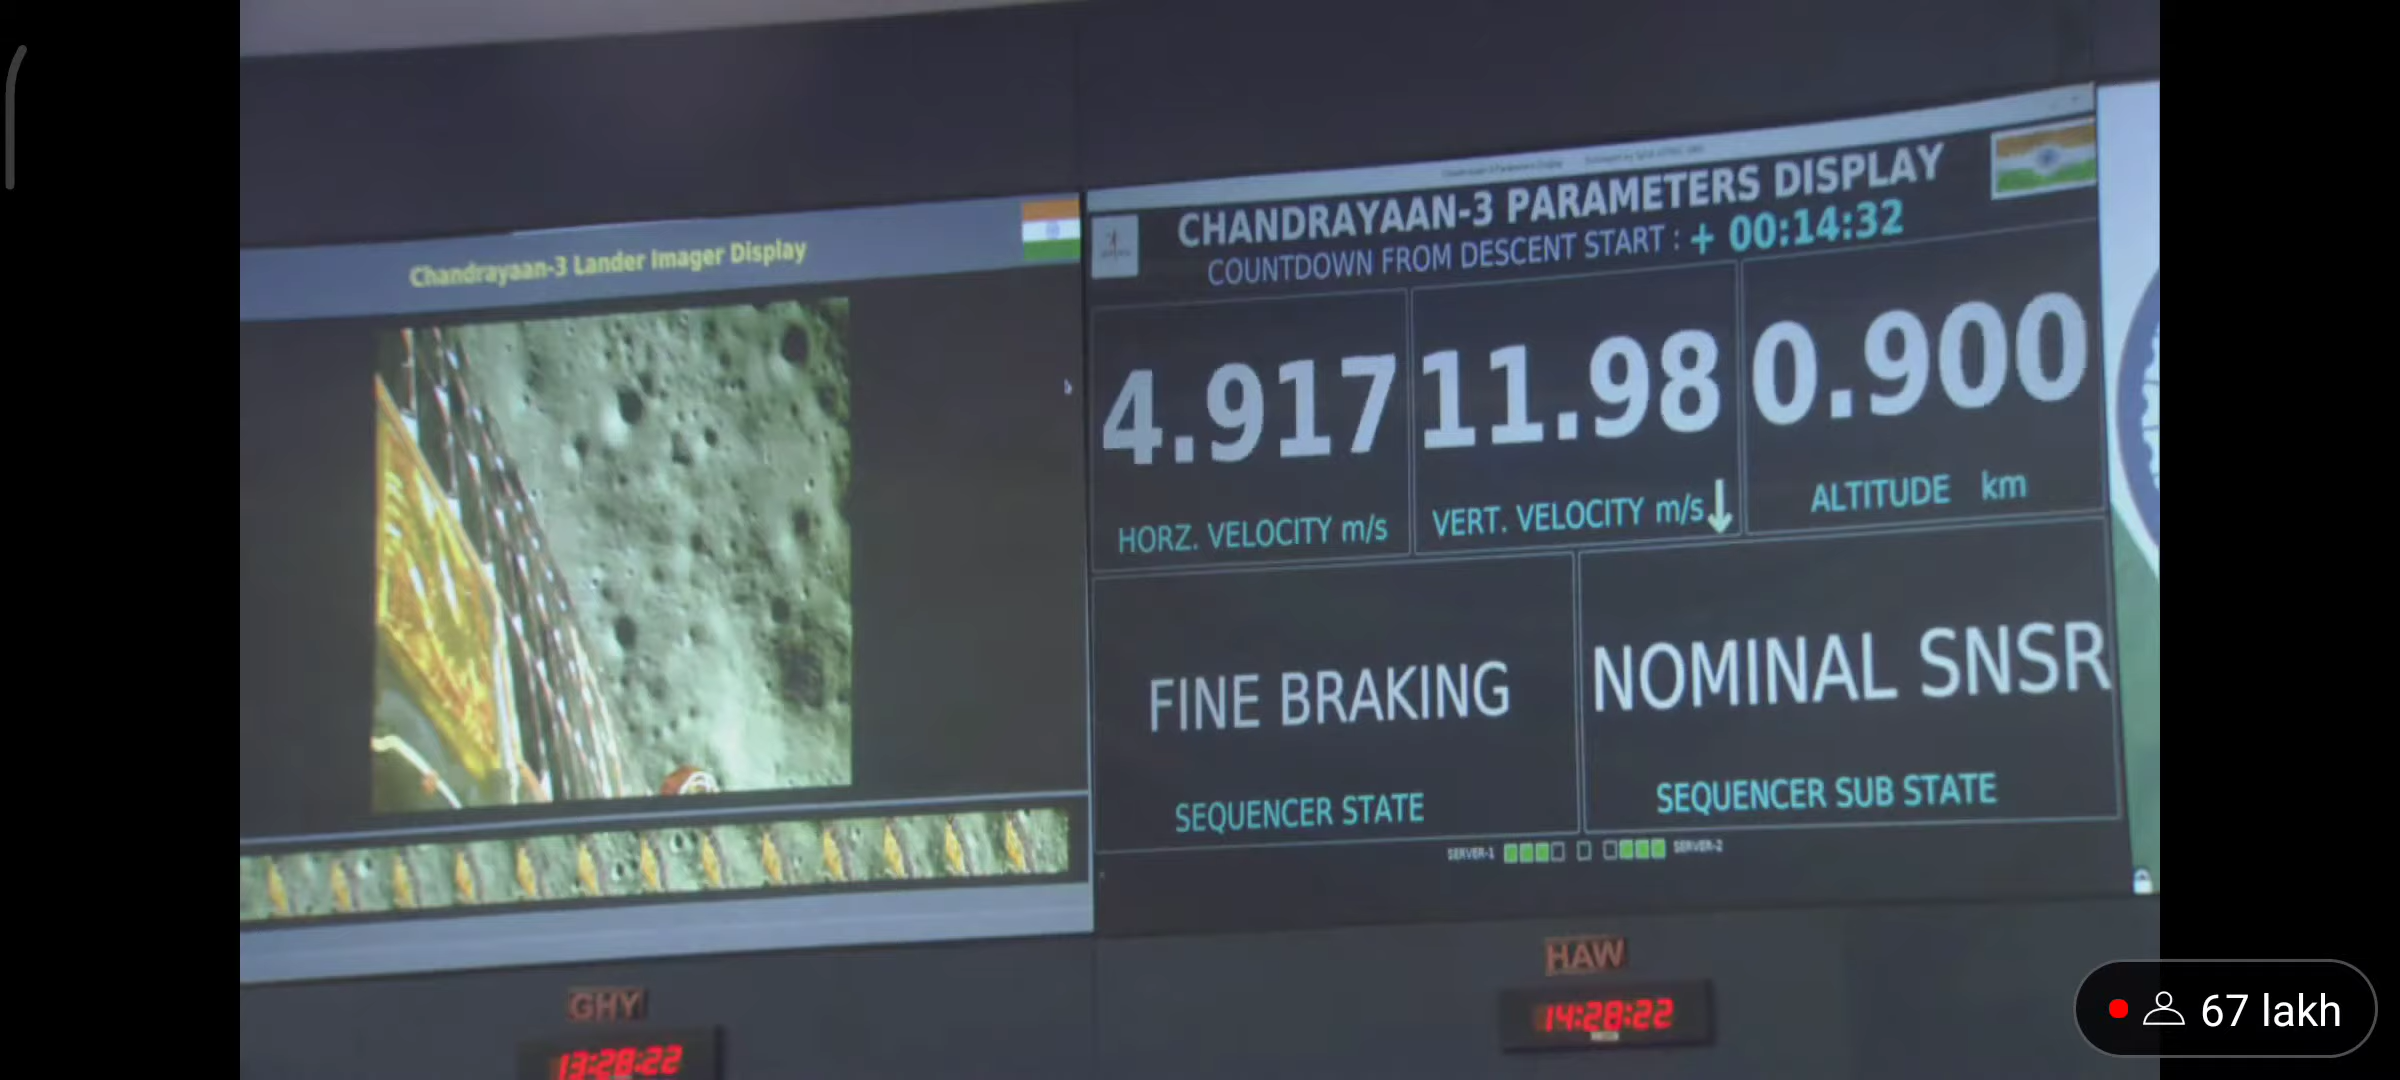 Chandrayaan-3 Lander Imager Display
CHANDRAYAAN-3 PARAMETERS DISPLAY
COUNTDOWN FROM DESCENT START : + 00:14:32
4.917
HORZ. VELOCITY m/s
11.98
VERT. VELOCITY m/s↓
0.900
ALTITUDE km
FINE BRAKING
SEQUENCER STATE
NOMINAL SNSR
SEQUENCER SUB STATE
SERVER-1 SERVER-2
GHY
13:28:22
HAW
14:28:22
67 lakh